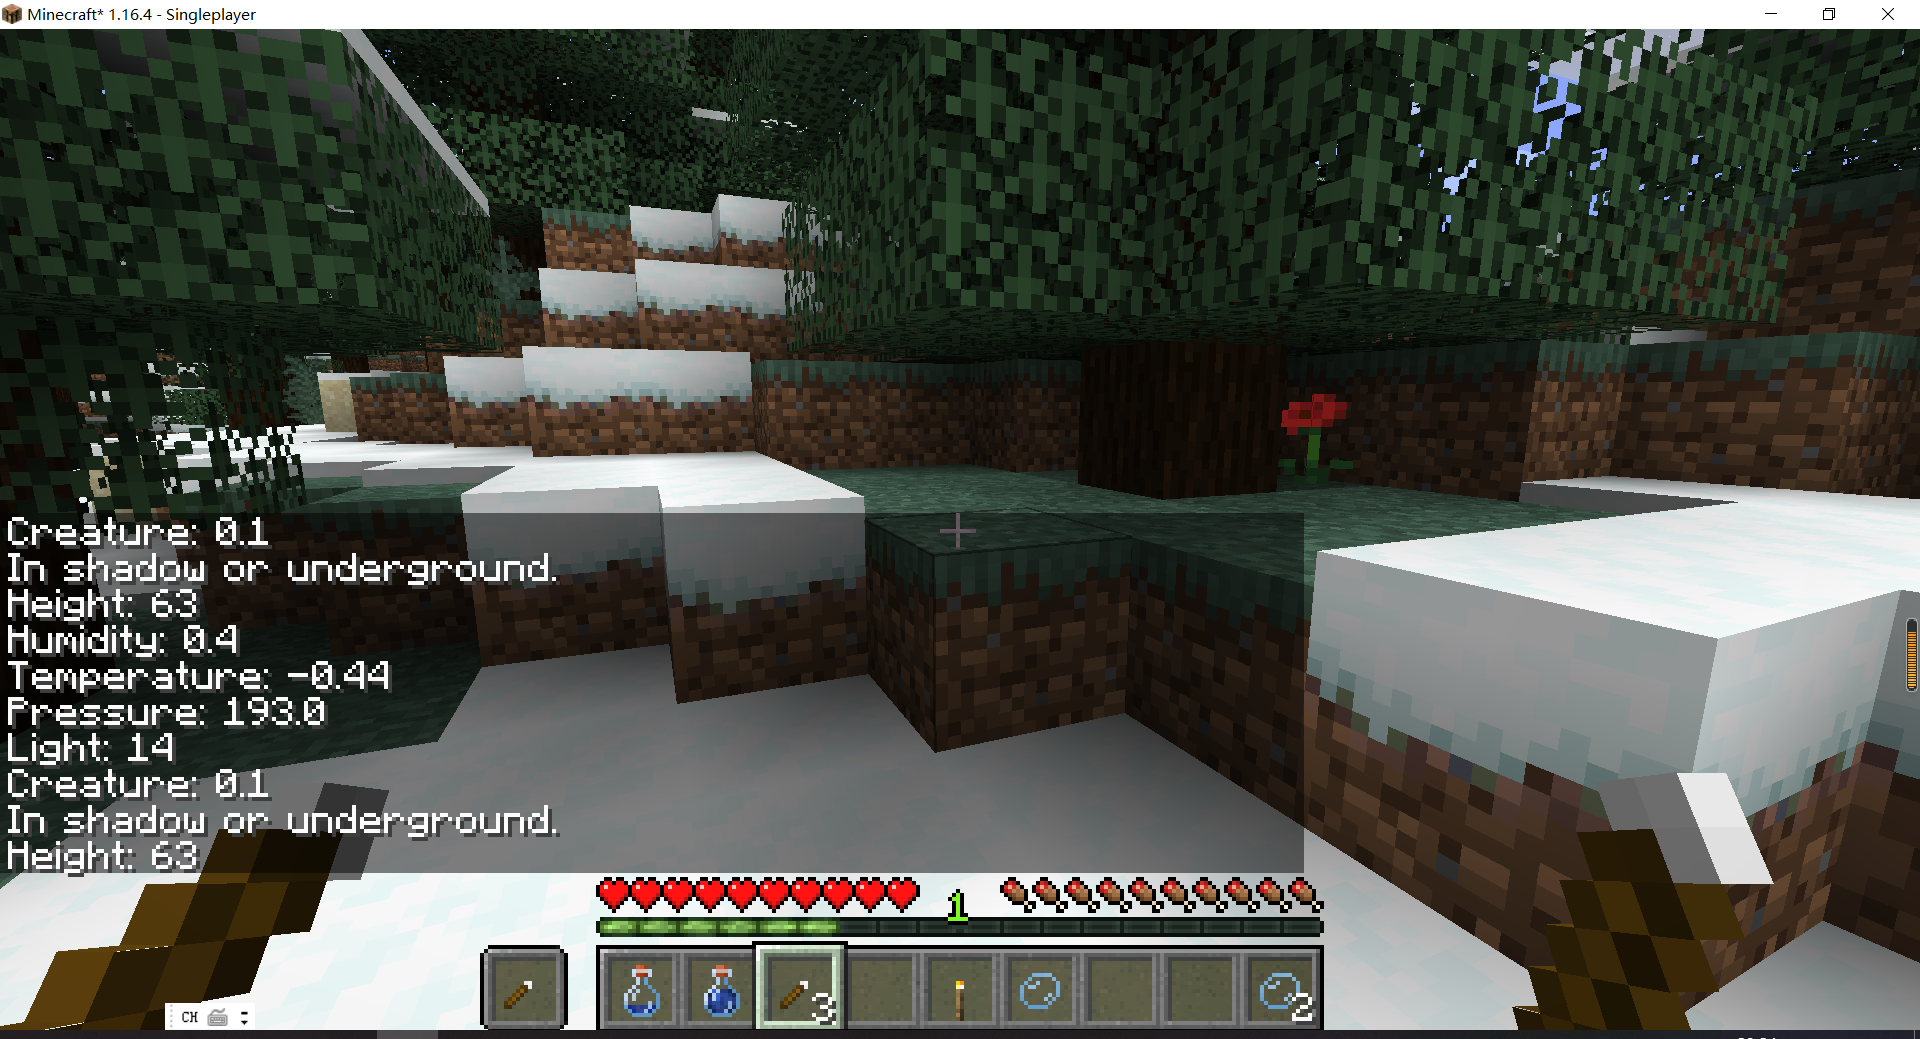 Minecraft* 1.16.4 - Singleplayer
Creature: 0.1
In shadow or underground.
Height: 63
Humidity: 0.4
Temperature: -0.44
Pressure: 193.0
Light: 14
Creature: 0.1
In shadow or underground.
Height: 63
1
3
2
CH